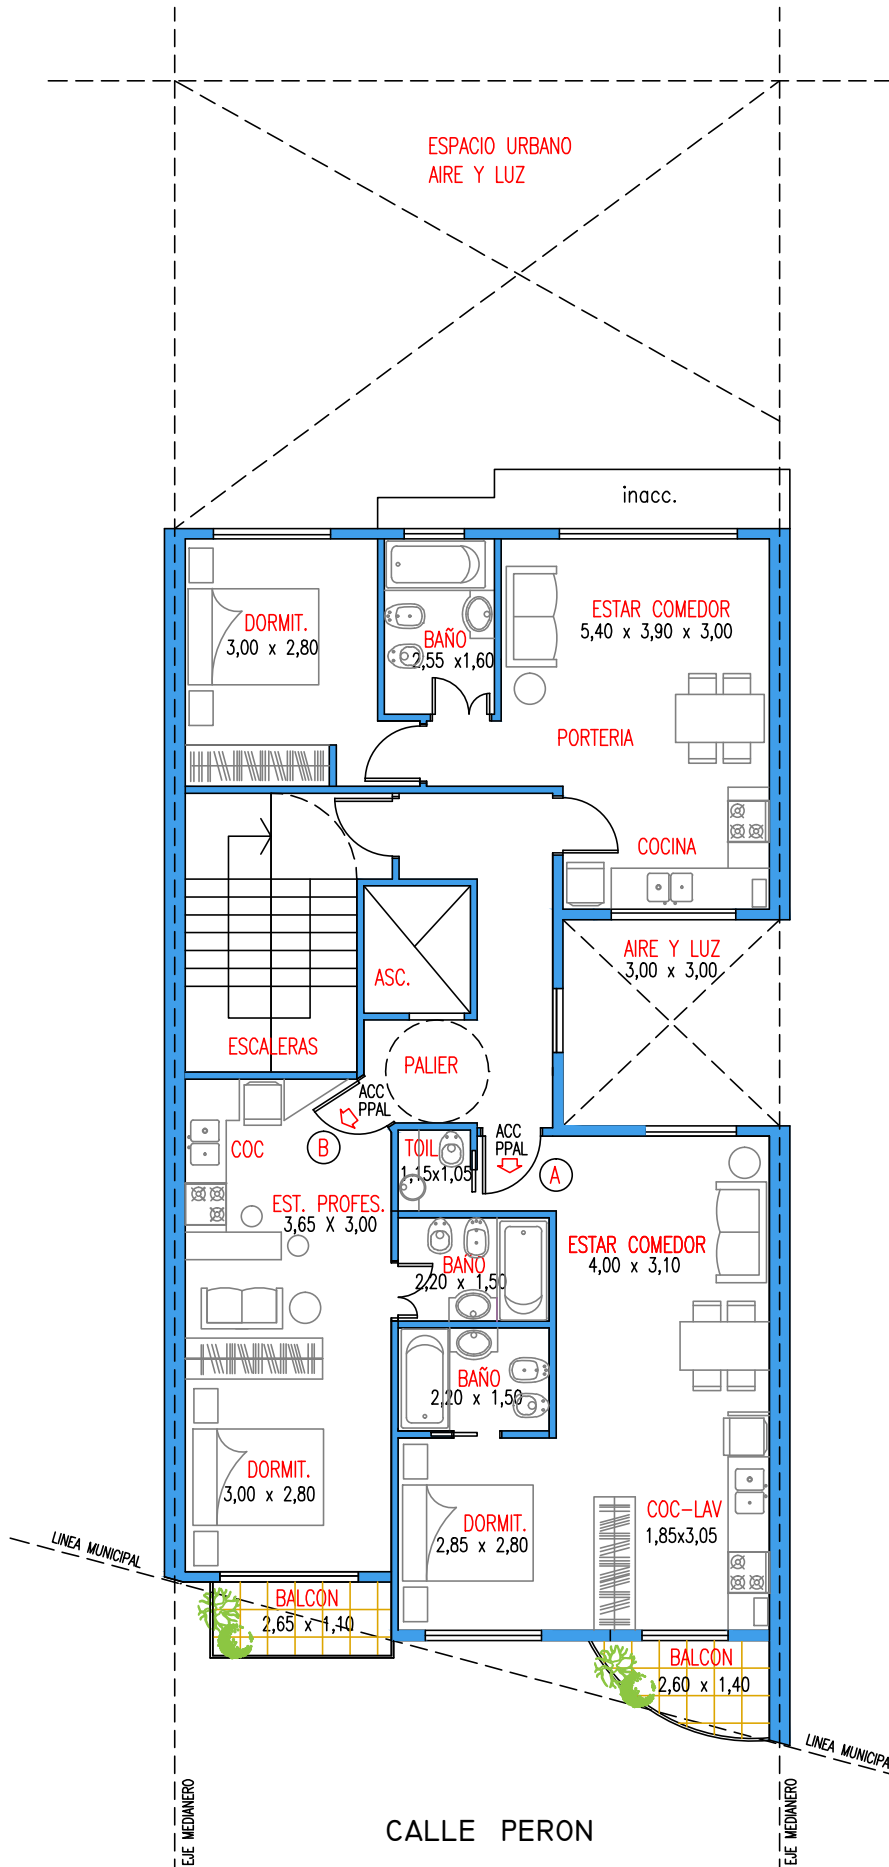 ESPACIO URBANO
AIRE Y LUZ
inacc.
DORMIT.
3,00 x 2,80
BAÑO
2,55 x1,60
ESTAR COMEDOR
5,40 x 3,90 x 3,00
PORTERIA
COCINA
AIRE Y LUZ
3,00 x 3,00
ASC.
ESCALERAS
PALIER
ACC
PPAL
B
ACC
PPAL
A
COC
TOIL
1,15x1,05
EST. PROFES.
3,65 X 3,00
ESTAR COMEDOR
4,00 x 3,10
BAÑO
2,20 x 1,50
BAÑO
2,20 x 1,50
DORMIT.
3,00 x 2,80
DORMIT.
2,85 x 2,80
COC-LAV
1,85x3,05
LINEA MUNICIPAL
BALCON
2,65 x 1,10
BALCON
2,60 x 1,40
LINEA MUNICIPA
EJE MEDIANERO
EJE MEDIANERO
CALLE PERON